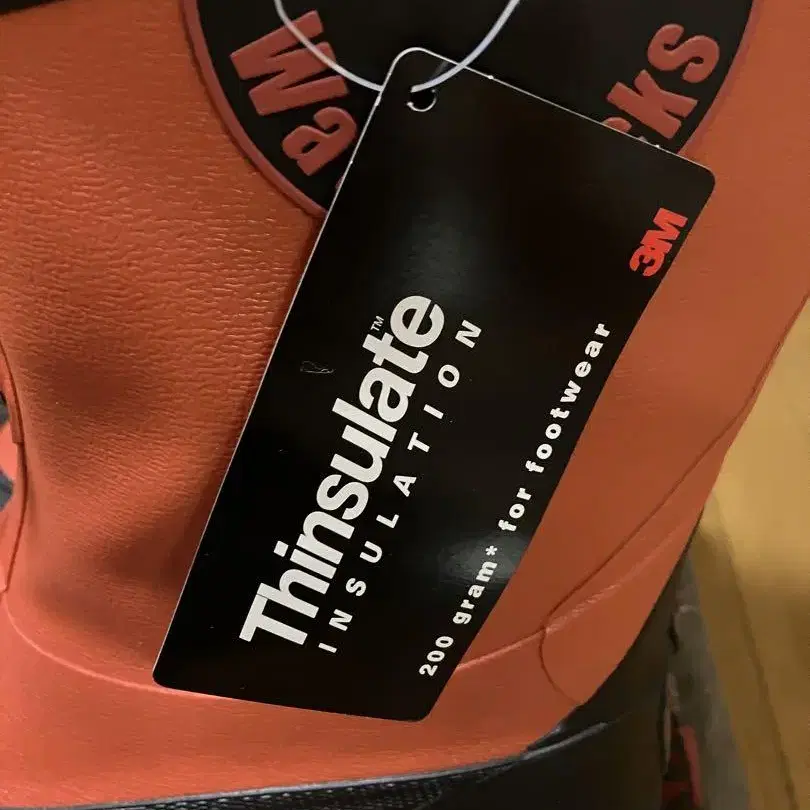 3M
Thinsulate™
INSULATION
200 gram* for footwear